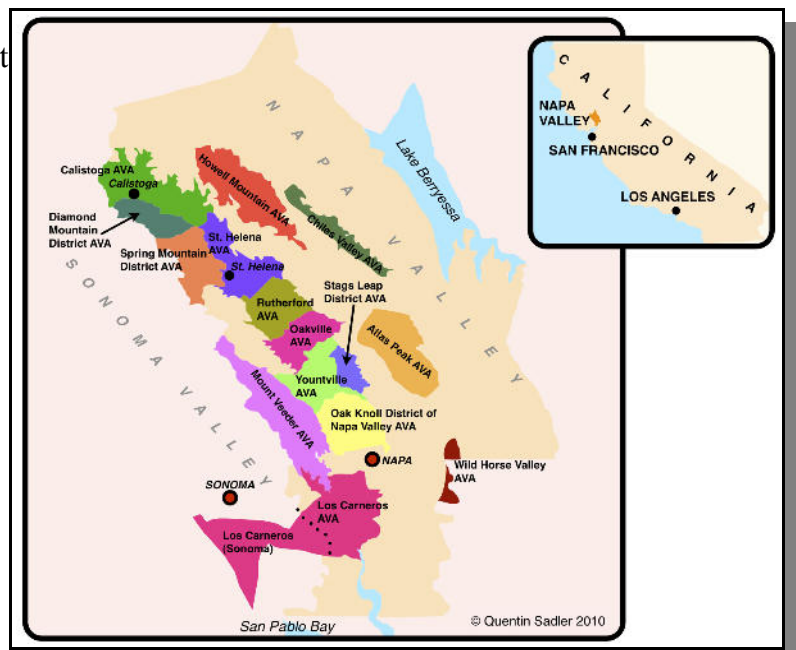 t
CALIFORNIA
NAPA
VALLEY
SAN FRANCISCO
LOS ANGELES
NAPA VALLEY
Lake Berryessa
Calistoga AVA
Calistoga
Howell Mountain AVA
Diamond
Mountain
District AVA
Chiles Valley AVA
St. Helena
AVA
Spring Mountain
District AVA
St. Helena
Stags Leap
District AVA
SONOMA VALLEY
Rutherford
AVA
Oakville
AVA
Atlas Peak AVA
Yountville
AVA
Mount Veeder AVA
Oak Knoll District of
Napa Valley AVA
NAPA
Wild Horse Valley
AVA
SONOMA
Los Carneros
AVA
Los Carneros
(Sonoma)
San Pablo Bay
© Quentin Sadler 2010